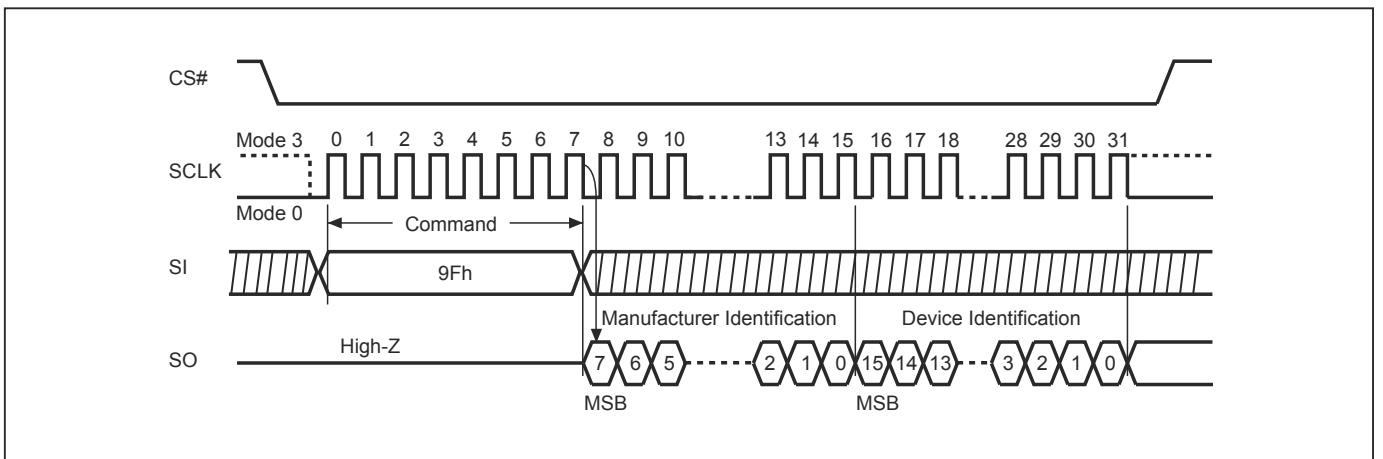 CS#
Mode 3 0 1 2 3 4 5 6 7 8 9 10 13 14 15 16 17 18 28 29 30 31
SCLK
Mode 0
Command
SI 9Fh
Manufacturer Identification Device Identification
High-Z
SO 7 6 5 2 1 0 15 14 13 3 2 1 0
MSB MSB